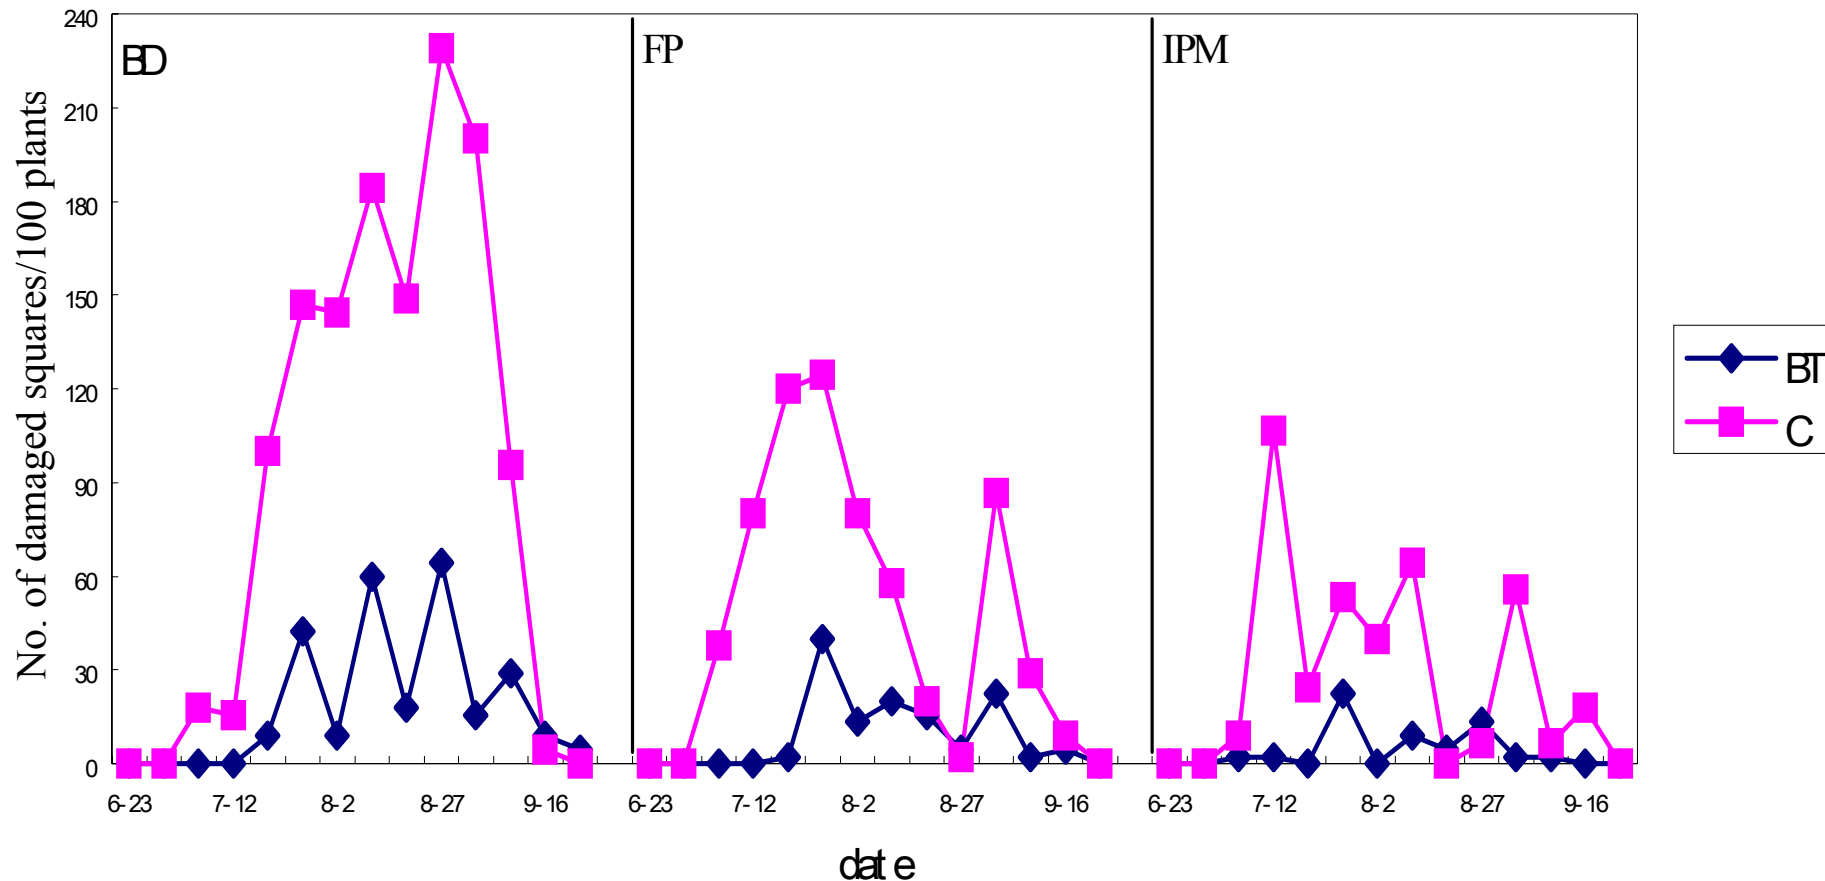 No. of damaged squares/100 plants
240
210
180
150
120
90
60
30
0
BD
FP
IPM
6-23 7-12 8-2 8-27 9-16 6-23 7-12 8-2 8-27 9-16 6-23 7-12 8-2 8-27 9-16
date
BT
C